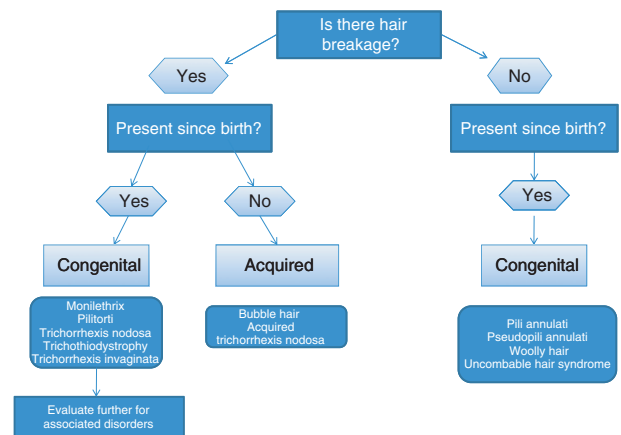 Is there hair
breakage?
Yes
No
Present since birth?
Present since birth?
Yes
No
Yes
Congenital
Acquired
Congenital
Monilethrix
Pilitorti
Trichorrhexis nodosa
Trichothiodystrophy
Trichorrhexis invaginata
Bubble hair
Acquired
trichorrhexis nodosa
Pili annulati
Pseudopili annulati
Woolly hair
Uncombable hair syndrome
Evaluate further for
associated disorders